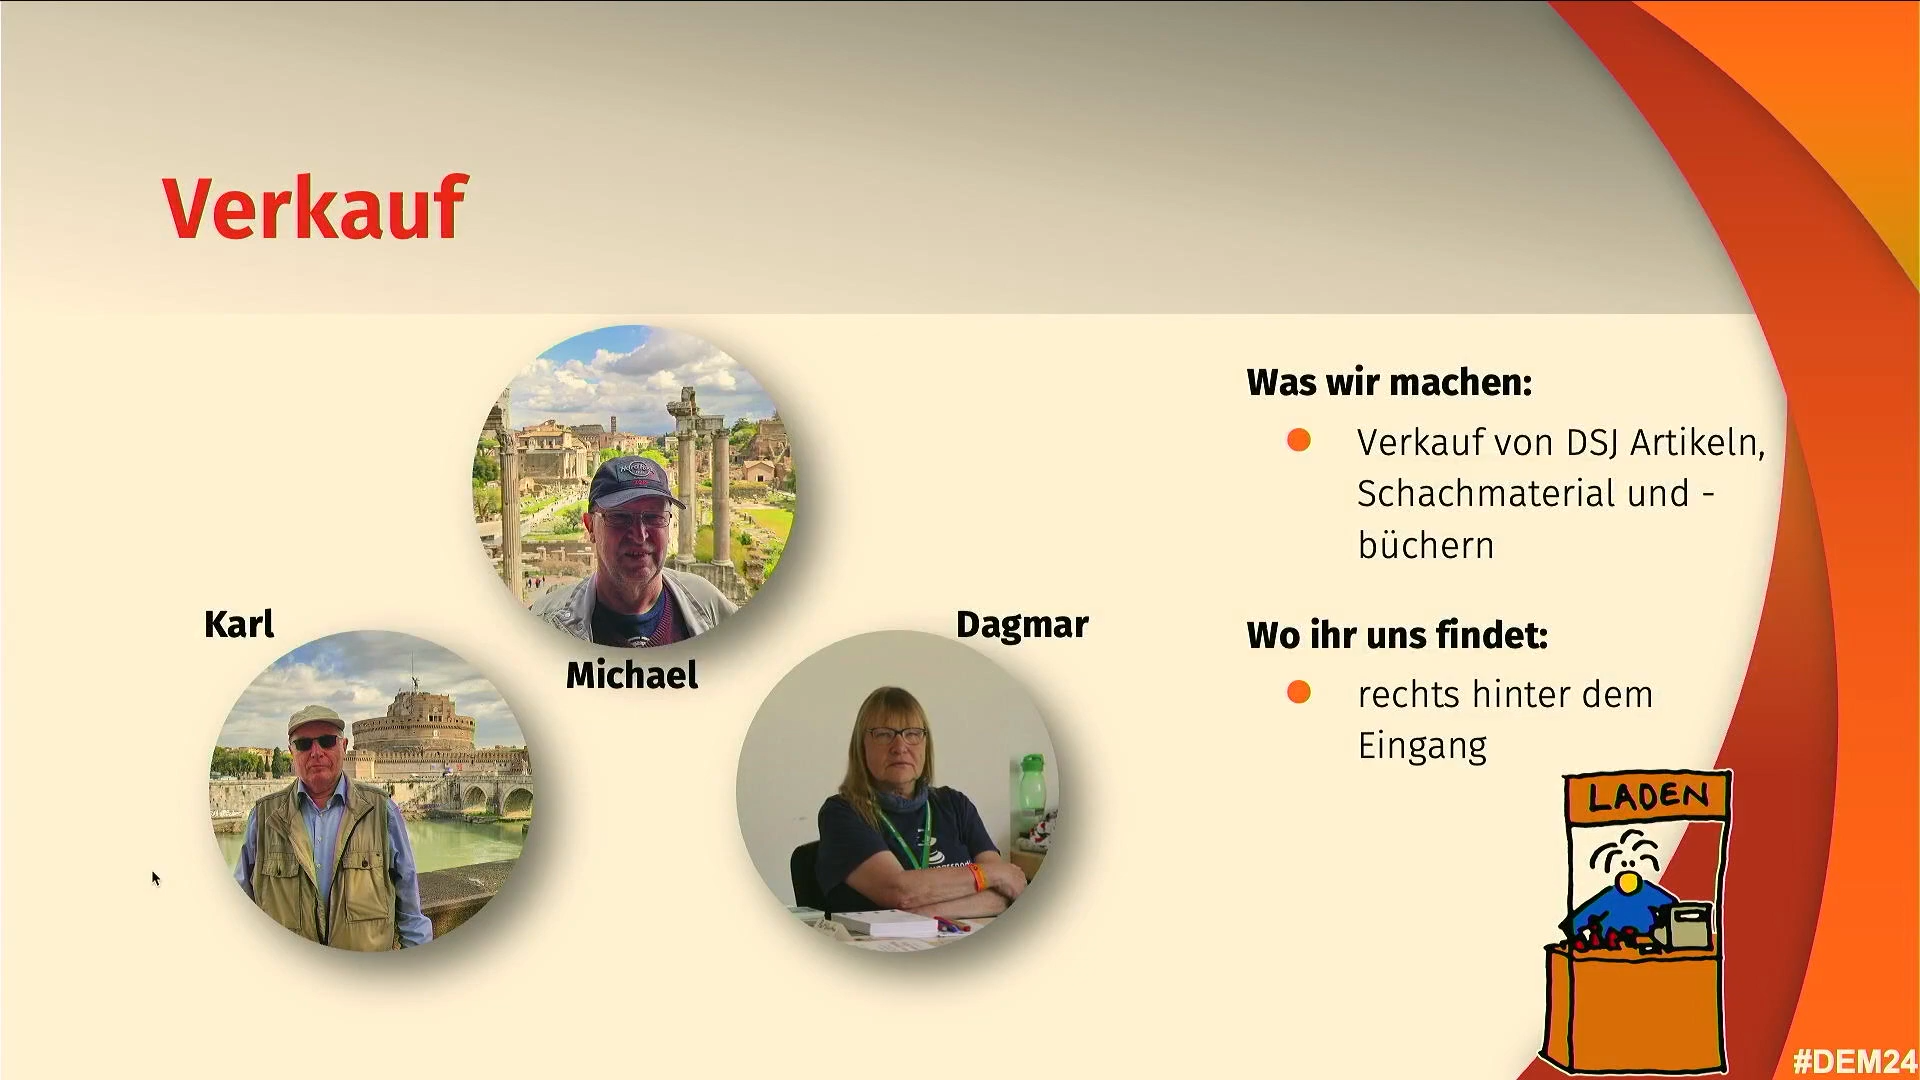 Verkauf
Karl
Michael
Dagmar
Was wir machen:
Verkauf von DSJ Artikeln,
Schachmaterial und -
büchern
Wo ihr uns findet:
rechts hinter dem
Eingang
LADEN
#DEM24